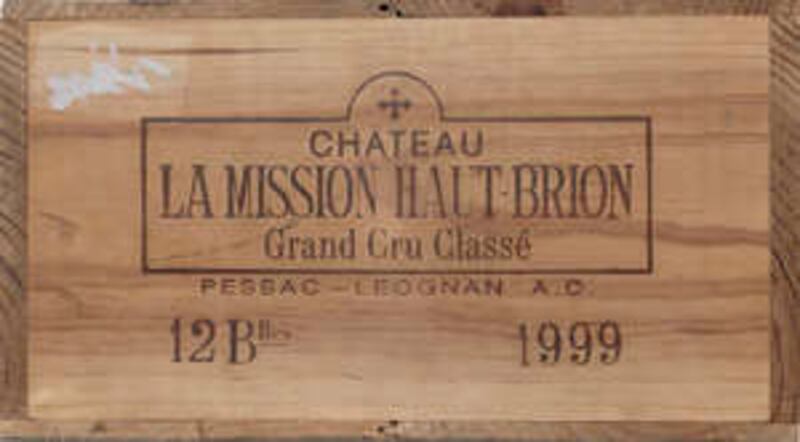 CHATEAU
LA MISSION HAUT-BRION
Grand Cru Classé
PESSAC - LEOGNAN A.C.
12 Blles 1999